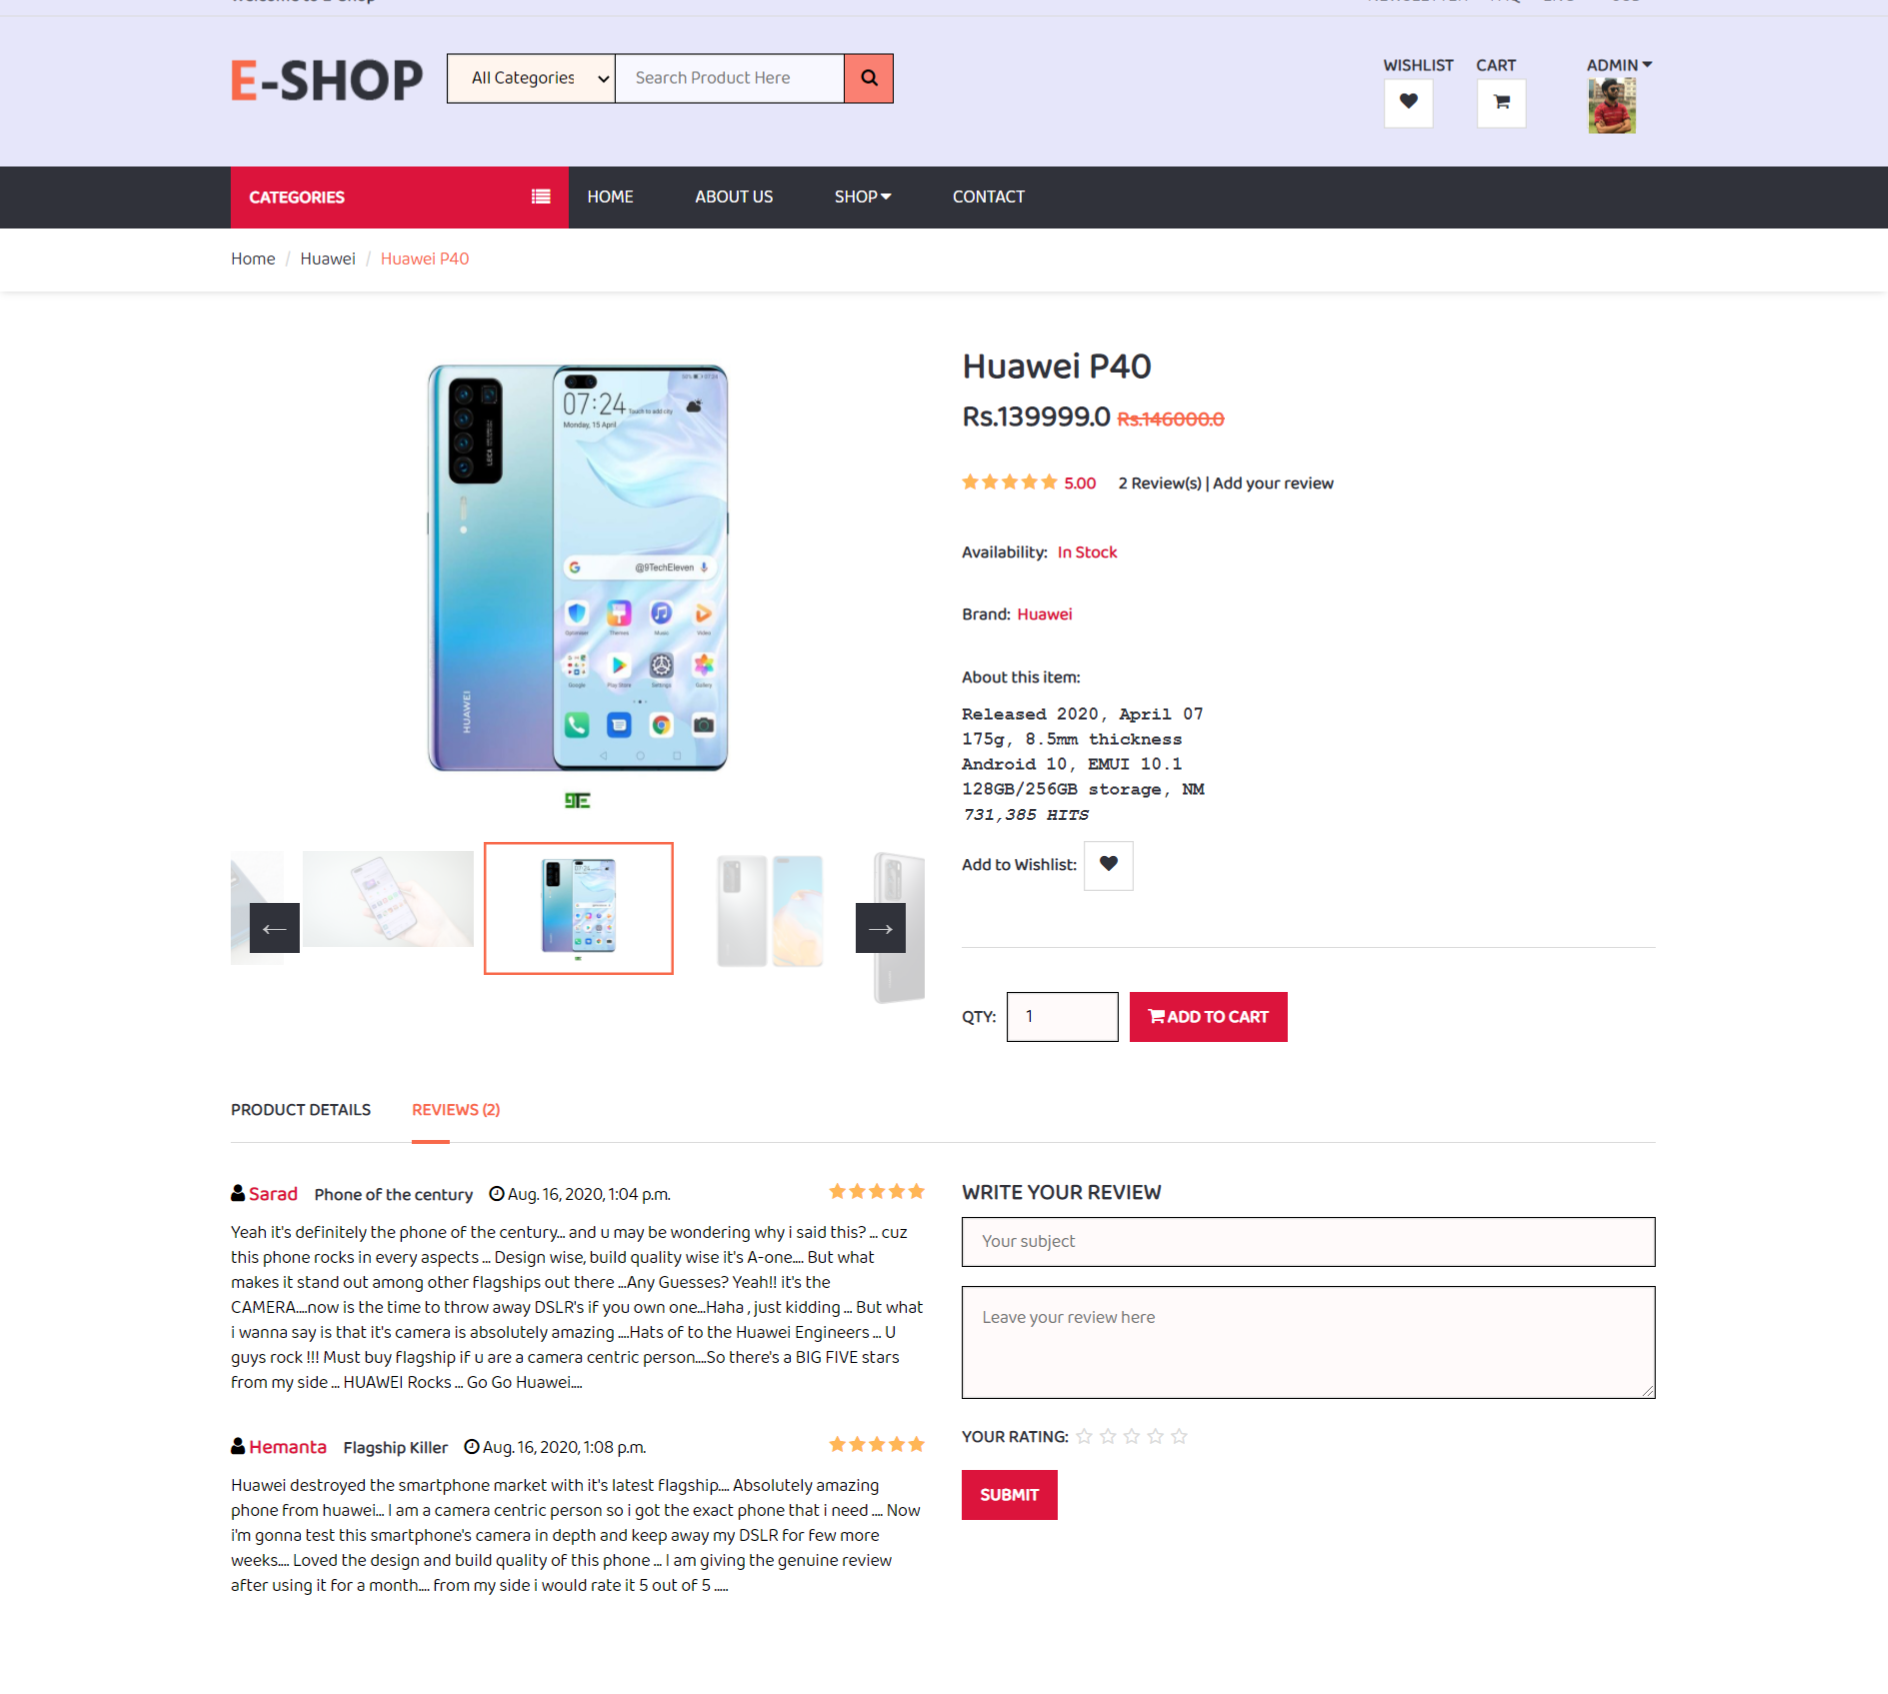 E-SHOP
All Categories
Search Product Here
WISHLIST
CART
ADMIN
CATEGORIES
HOME
ABOUT US
SHOP
CONTACT
Home / Huawei / Huawei P40
07:24
Touch to add city
Monday, 15 April
@9TechEleven
Optimizer Themes Music Video
Google Play Store Settings Gallery
HUAWEI
9TE
Huawei P40
Rs.139999.0 Rs.146000.0
5.00 2 Review(s) | Add your review
Availability: In Stock
Brand: Huawei
About this item:
Released 2020, April 07
175g, 8.5mm thickness
Android 10, EMUI 10.1
128GB/256GB storage, NM
731,385 HITS
Add to Wishlist:
QTY: 1 ADD TO CART
PRODUCT DETAILS
REVIEWS (2)
Sarad Phone of the century Aug. 16, 2020, 1:04 p.m.
Yeah it's definitely the phone of the century... and u may be wondering why i said this? ... cuz
this phone rocks in every aspects ... Design wise, build quality wise it's A-one.... But what
makes it stand out among other flagships out there ...Any Guesses? Yeah!! it's the
CAMERA....now is the time to throw away DSLR's if you own one...Haha , just kidding ... But what
i wanna say is that it's camera is absolutely amazing ....Hats of to the Huawei Engineers ... U
guys rock !!! Must buy flagship if u are a camera centric person....So there's a BIG FIVE stars
from my side ... HUAWEI Rocks ... Go Go Huawei....
Hemanta Flagship Killer Aug. 16, 2020, 1:08 p.m.
Huawei destroyed the smartphone market with it's latest flagship.... Absolutely amazing
phone from huawei... I am a camera centric person so i got the exact phone that i need .... Now
i'm gonna test this smartphone's camera in depth and keep away my DSLR for few more
weeks.... Loved the design and build quality of this phone ... I am giving the genuine review
after using it for a month.... from my side i would rate it 5 out of 5 .....
WRITE YOUR REVIEW
Your subject
Leave your review here
YOUR RATING:
SUBMIT